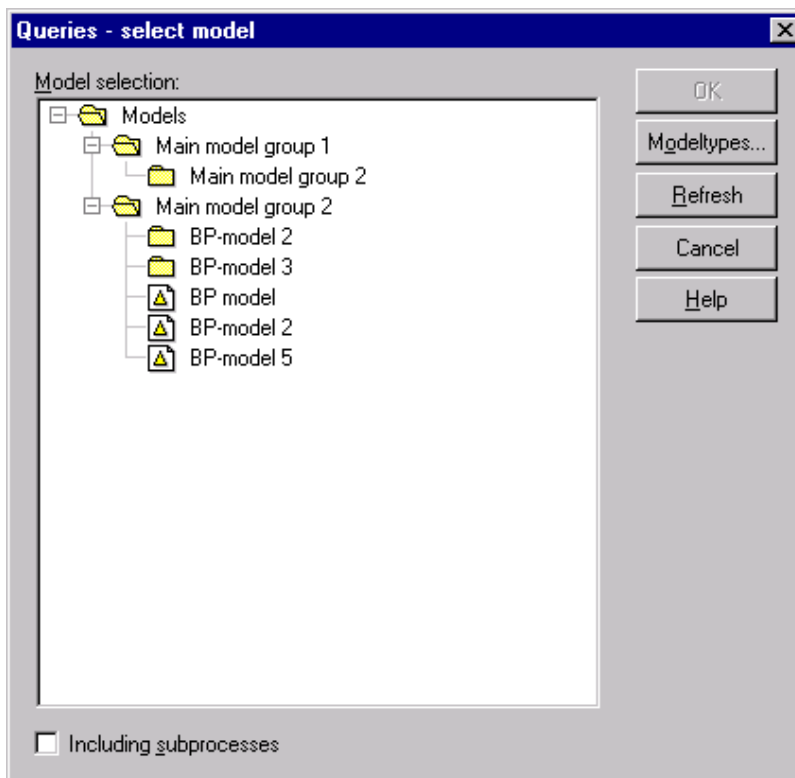 Queries - select model
Model selection:
Models
Main model group 1
Main model group 2
Main model group 2
BP-model 2
BP-model 3
BP model
BP-model 2
BP-model 5
OK
Modeltypes...
Refresh
Cancel
Help
Including subprocesses